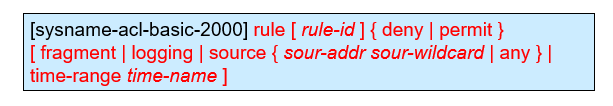 [sysname-acl-basic-2000] rule [ rule-id ] { deny | permit }
[ fragment | logging | source { sour-addr sour-wildcard | any } |
time-range time-name ]